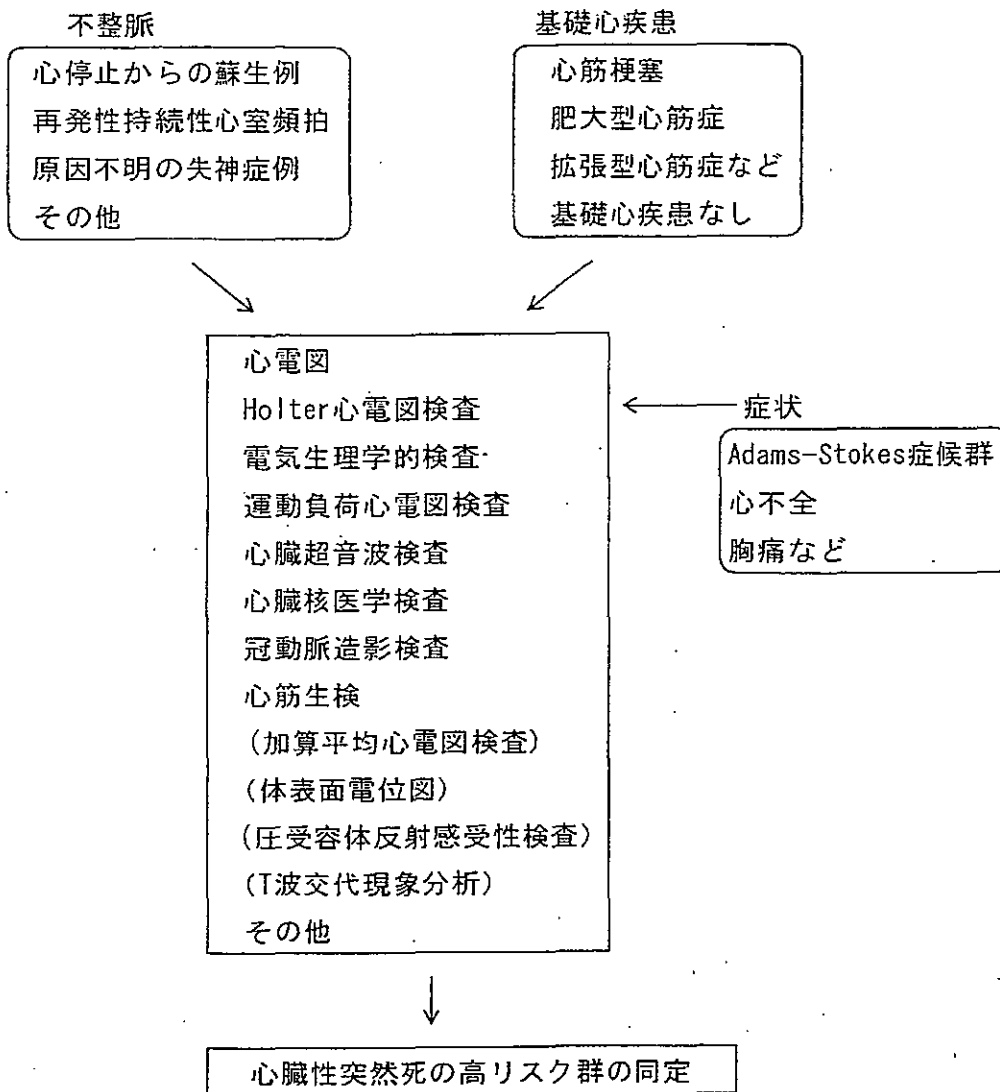 不整脈
心停止からの蘇生例
再発性持続性心室頻拍
原因不明の失神症例
その他
基礎心疾患
心筋梗塞
肥大型心筋症
拡張型心筋症など
基礎心疾患なし
心電図
Holter心電図検査
電気生理学的検査
運動負荷心電図検査
心臓超音波検査
心臓核医学検査
冠動脈造影検査
心筋生検
(加算平均心電図検査)
(体表面電位図)
(圧受容体反射感受性検査)
(T波交代現象分析)
その他
症状
Adams-Stokes症候群
心不全
胸痛など
心臓性突然死の高リスク群の同定